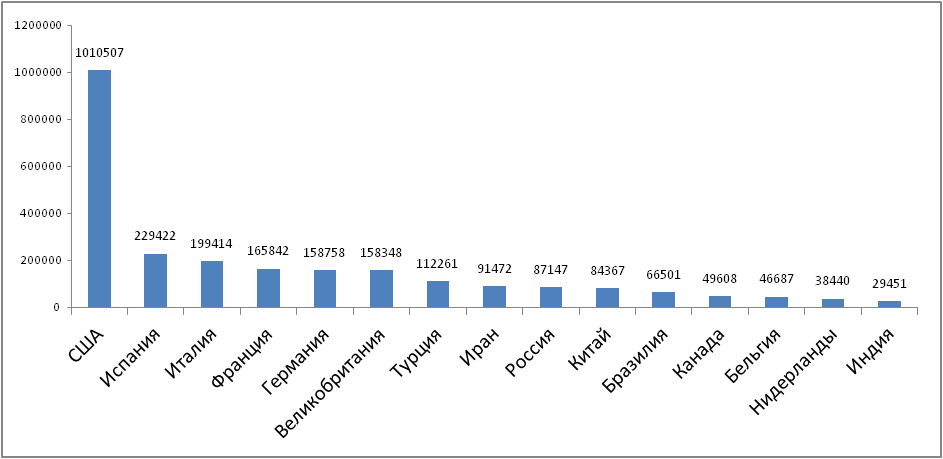 1200000
1000000
800000
600000
400000
200000
0
1010507
229422
199414
165842
158758
158348
112261
91472
87147
84367
66501
49608
46687
38440
29451
США
Испания
Италия
Франция
Германия
Великобритания
Турция
Иран
Россия
Китай
Бразилия
Канада
Бельгия
Нидерланды
Индия